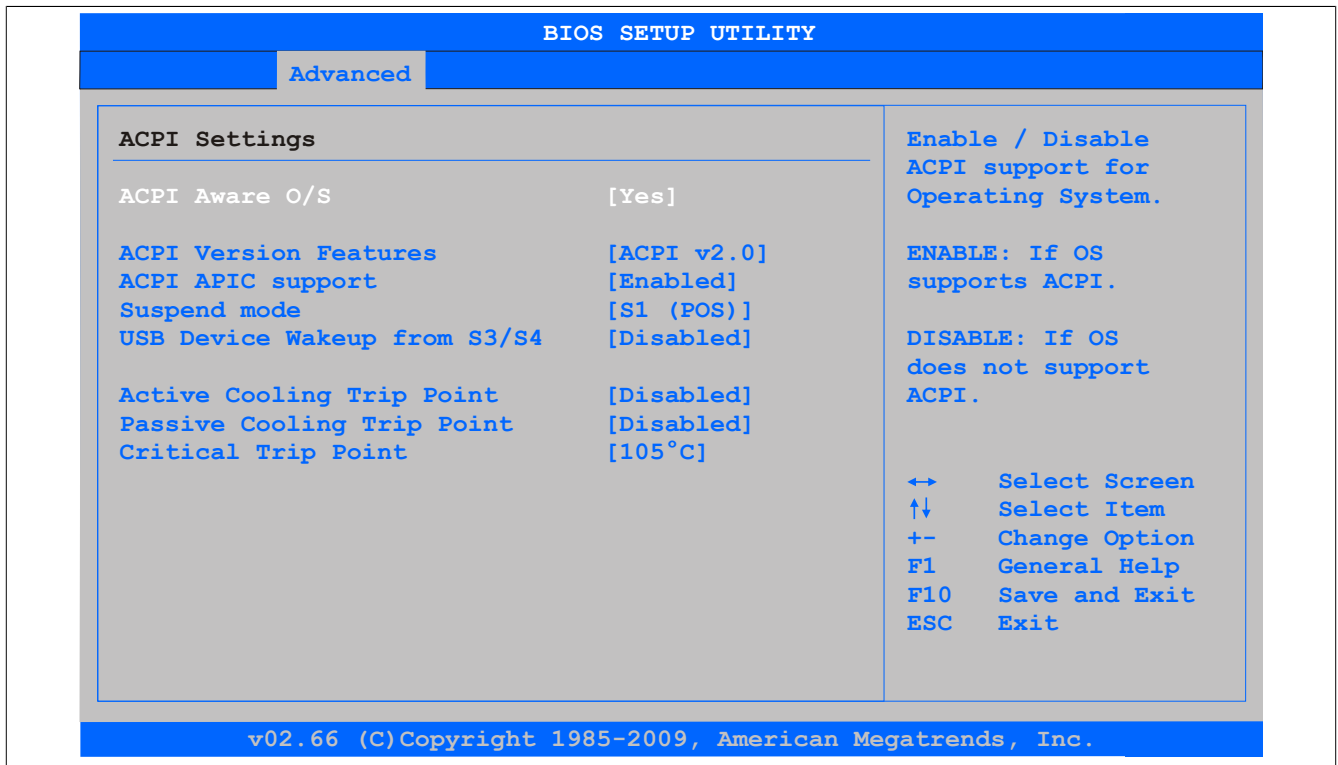 BIOS SETUP UTILITY
Advanced
ACPI Settings
ACPI Aware O/S [Yes]
ACPI Version Features [ACPI v2.0]
ACPI APIC support [Enabled]
Suspend mode [S1 (POS)]
USB Device Wakeup from S3/S4 [Disabled]
Active Cooling Trip Point [Disabled]
Passive Cooling Trip Point [Disabled]
Critical Trip Point [105°C]
Enable / Disable
ACPI support for
Operating System.
ENABLE: If OS
supports ACPI.
DISABLE: If OS
does not support
ACPI.
↔ Select Screen
↑↓ Select Item
+- Change Option
F1 General Help
F10 Save and Exit
ESC Exit
v02.66 (C)Copyright 1985-2009, American Megatrends, Inc.